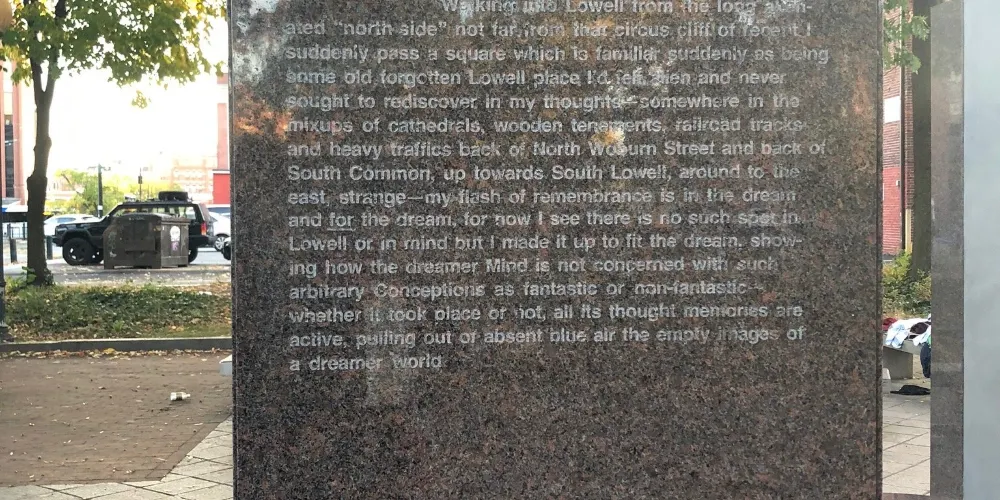 Walking into Lowell from the long aven-
ated "north side" not far from that circus cliff of recent I
suddenly pass a square which is familiar suddenly as being
some old forgotten Lowell place I'd felt then and never
sought to rediscover in my thoughts—somewhere in the
mixups of cathedrals, wooden tenements, railroad tracks
and heavy traffics back of North Woburn Street and back of
South Common, up towards South Lowell, around to the
east, strange—my flash of remembrance is in the dream
and for the dream, for now I see there is no such spot in
Lowell or in mind but I made it up to fit the dream, show-
ing how the dreamer Mind is not concerned with such
arbitrary Conceptions as fantastic or non-fantastic—
whether it took place or not, all its thought memories are
active, pulling out of absent blue air the empty images of
a dreamer world